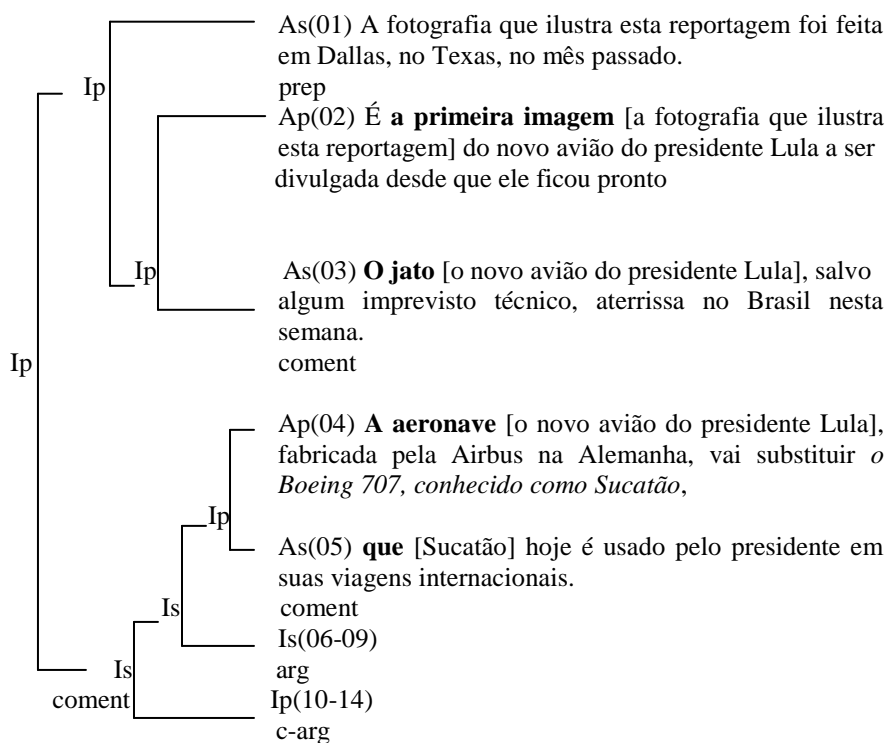 As(01) A fotografia que ilustra esta reportagem foi feita
em Dallas, no Texas, no mês passado.
prep
Ip
Ap(02) É a primeira imagem [a fotografia que ilustra
esta reportagem] do novo avião do presidente Lula a ser
divulgada desde que ele ficou pronto
Ip
As(03) O jato [o novo avião do presidente Lula], salvo
algum imprevisto técnico, aterrissa no Brasil nesta
semana.
coment
Ip
Ap(04) A aeronave [o novo avião do presidente Lula],
fabricada pela Airbus na Alemanha, vai substituir o
Boeing 707, conhecido como Sucatão,
Ip
As(05) que [Sucatão] hoje é usado pelo presidente em
suas viagens internacionais.
coment
Is
Is(06-09)
arg
Is
coment
Ip(10-14)
c-arg